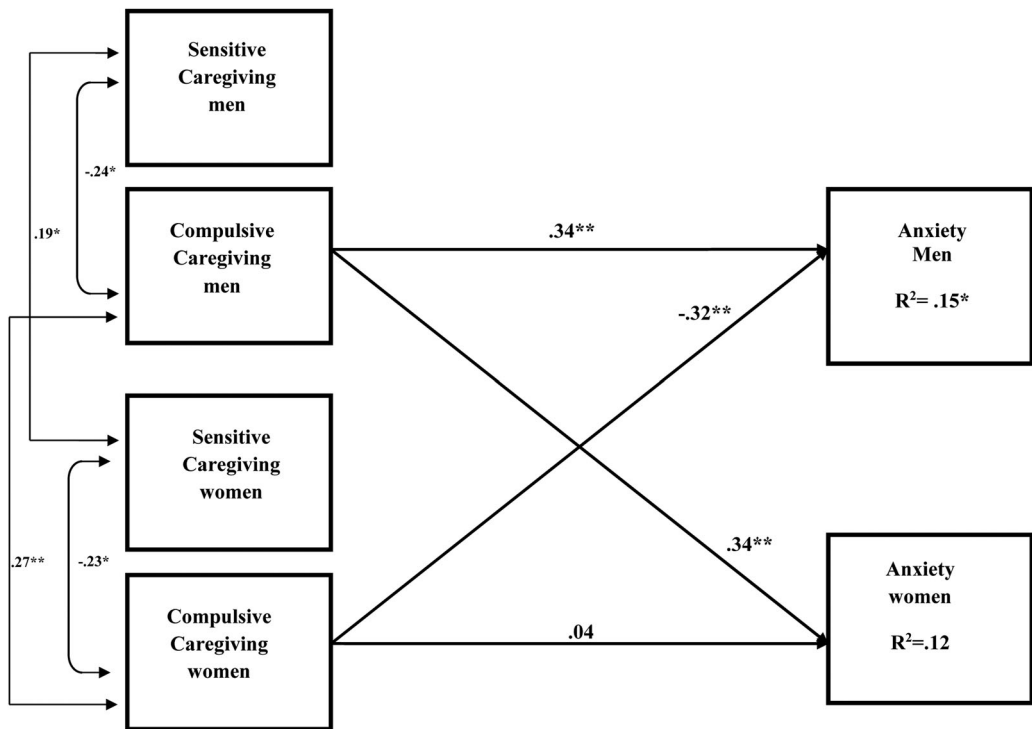 Sensitive
Caregiving
men
-.24*
.19*
Compulsive
Caregiving
men
.34**
Anxiety
Men
R²= .15*
-.32**
Sensitive
Caregiving
women
.27**
-.23*
.34**
Compulsive
Caregiving
women
.04
Anxiety
women
R²=.12